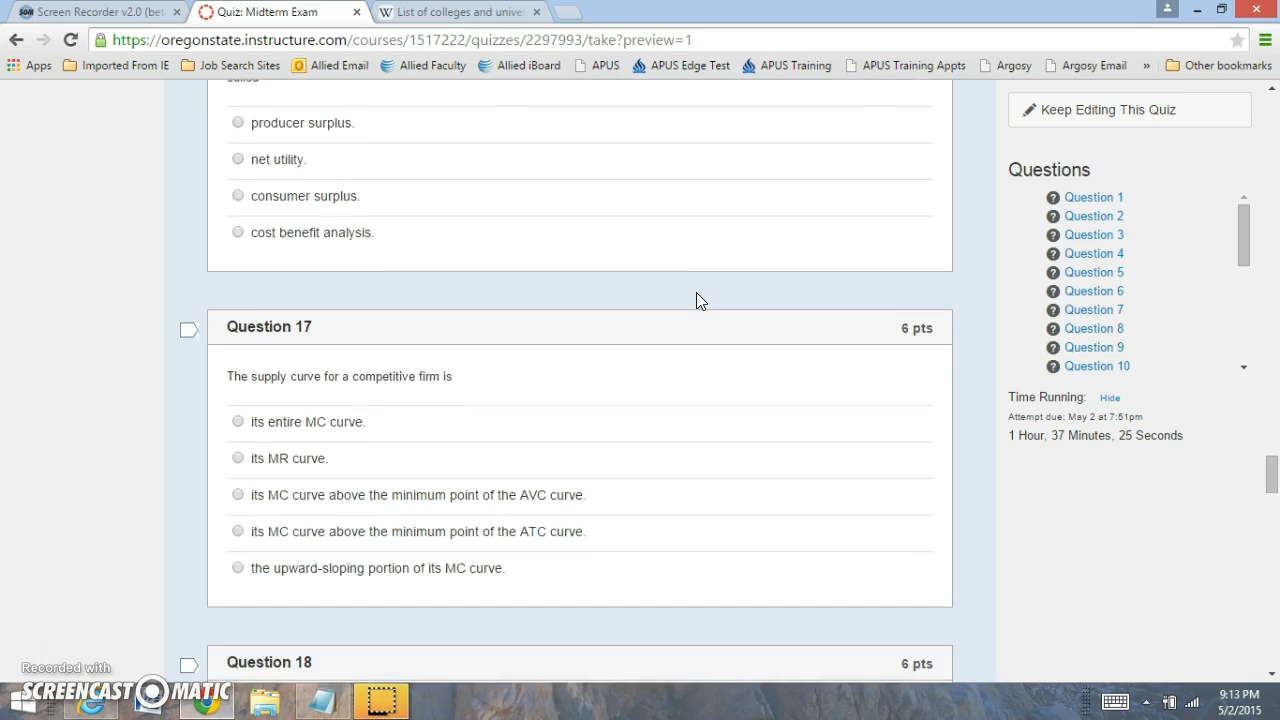 Screen Recorder v2.0 (bet
Quiz: Midterm Exam
List of colleges and unive
https://oregonstate.instructure.com/courses/1517222/quizzes/2297993/take?preview=1
Apps
Imported From IE
Job Search Sites
Allied Email
Allied Faculty
Allied iBoard
APUS
APUS Edge Test
APUS Training
APUS Training Appts
Argosy
Argosy Email
»
Other bookmarks
producer surplus.
net utility.
consumer surplus.
cost benefit analysis.
Question 17
6 pts
The supply curve for a competitive firm is
its entire MC curve.
its MR curve.
its MC curve above the minimum point of the AVC curve.
its MC curve above the minimum point of the ATC curve.
the upward-sloping portion of its MC curve.
Question 18
6 pts
Keep Editing This Quiz
Questions
Question 1
Question 2
Question 3
Question 4
Question 5
Question 6
Question 7
Question 8
Question 9
Question 10
Time Running: Hide
Attempt due: May 2 at 7:51pm
1 Hour, 37 Minutes, 25 Seconds
Recorded with
SCREENCAST MATIC
9:13 PM
5/2/2015